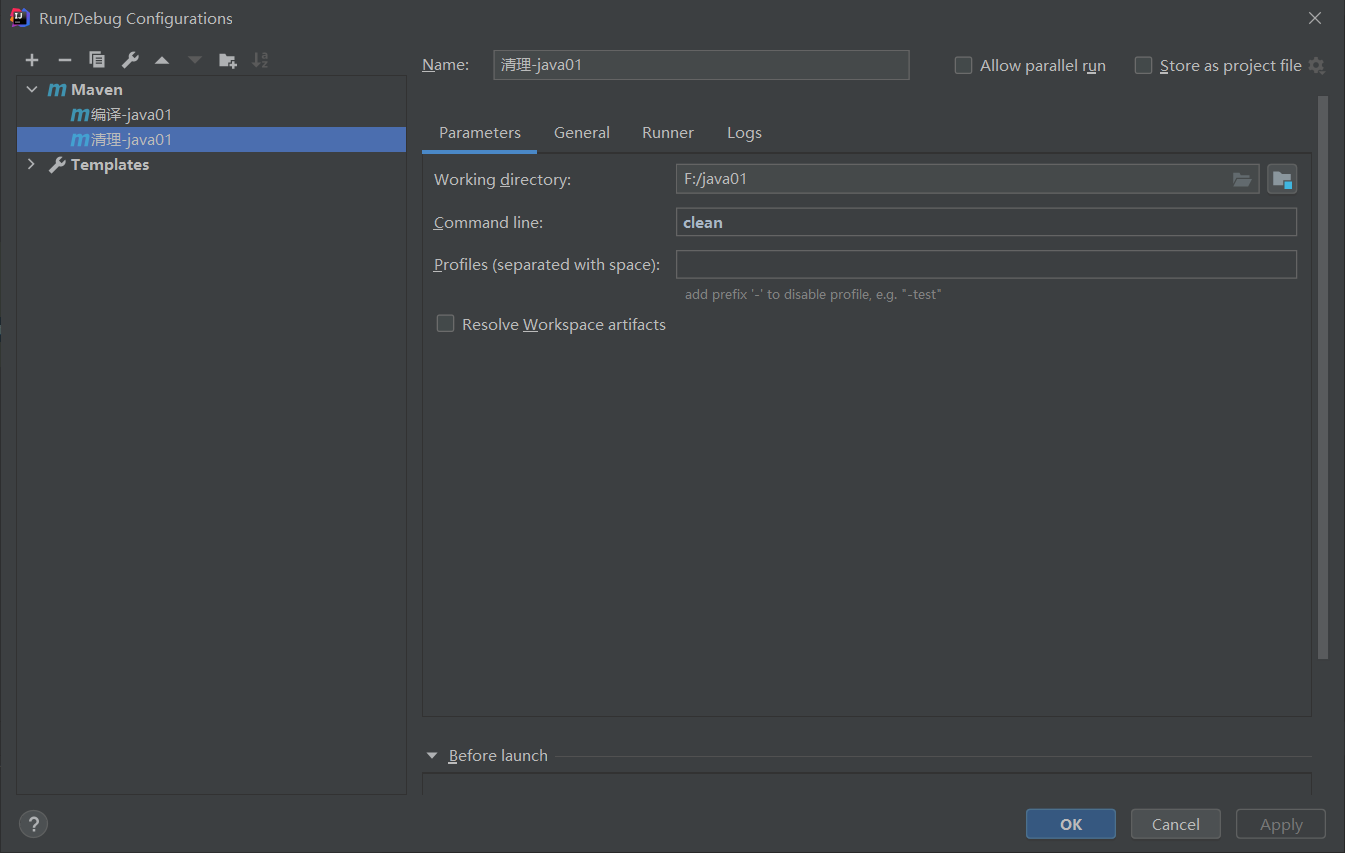 Run/Debug Configurations
Maven
编译-java01
清理-java01
Templates
Name: 清理-java01 Allow parallel run Store as project file
Parameters General Runner Logs
Working directory: F:/java01
Command line: clean
Profiles (separated with space):
add prefix '-' to disable profile, e.g. "-test"
Resolve Workspace artifacts
Before launch
? OK Cancel Apply